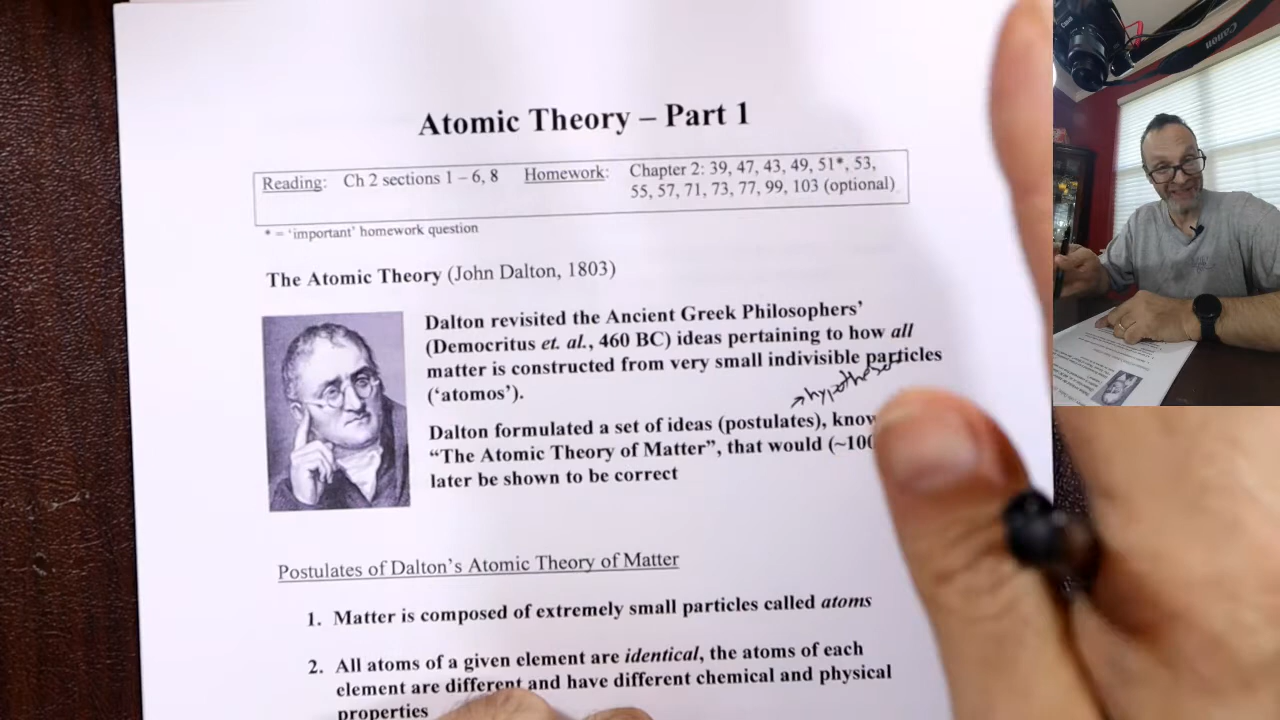 Atomic Theory – Part 1
Reading: Ch 2 sections 1 – 6, 8 Homework: Chapter 2: 39, 47, 43, 49, 51*, 53,
55, 57, 71, 73, 77, 99, 103 (optional)
* = 'important' homework question
The Atomic Theory (John Dalton, 1803)
Dalton revisited the Ancient Greek Philosophers'
(Democritus et. al., 460 BC) ideas pertaining to how all
matter is constructed from very small indivisible particles
('atomos').
Dalton formulated a set of ideas (postulates), know
"The Atomic Theory of Matter", that would (~100
later be shown to be correct
Postulates of Dalton's Atomic Theory of Matter
1. Matter is composed of extremely small particles called atoms
2. All atoms of a given element are identical, the atoms of each
element are different and have different chemical and physical
properties
Canon